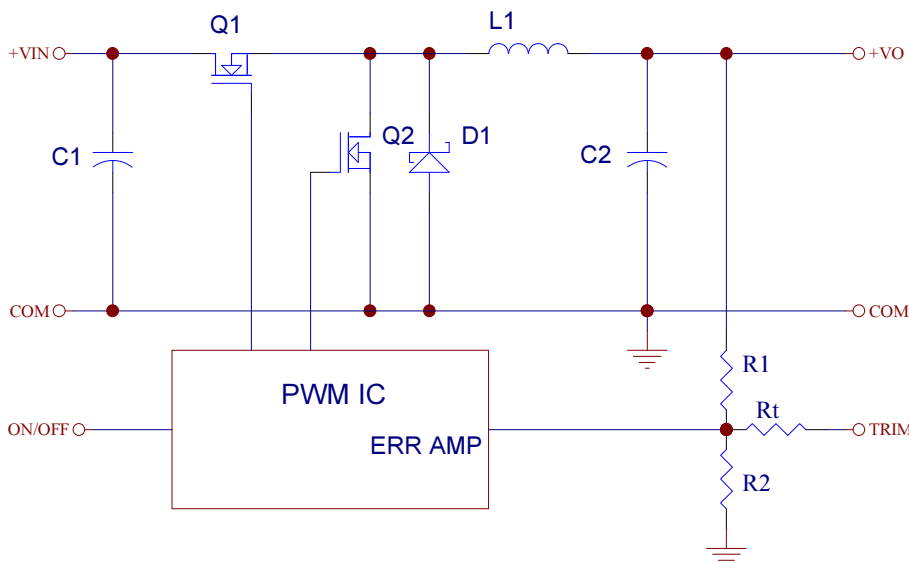 Q1
L1
+VIN
+VO
C1
Q2
D1
C2
COM
COM
R1
PWM IC
Rt
ON/OFF
ERR AMP
TRIM
R2